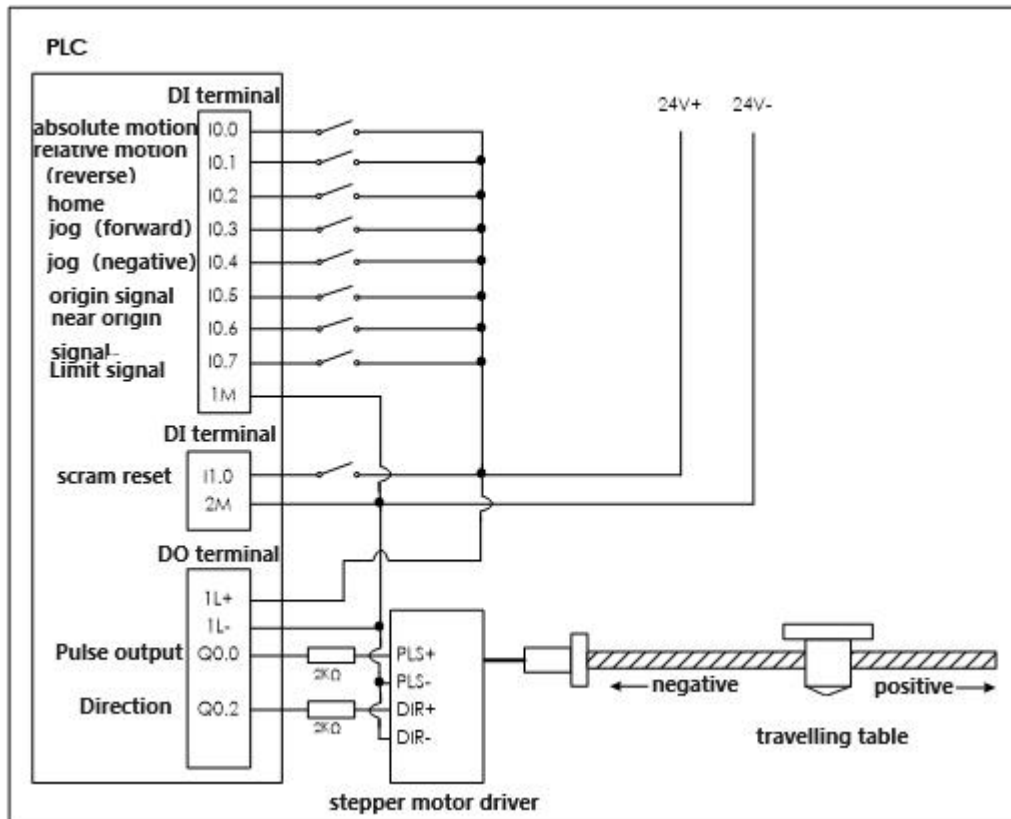 PLC
DI terminal
24V+ 24V-
absolute motion I0.0
relative motion
(reverse) I0.1
home I0.2
jog (forward) I0.3
jog (negative) I0.4
origin signal I0.5
near origin I0.6
signal
Limit signal I0.7
1M
DI terminal
scram reset I1.0
2M
DO terminal
1L+
1L-
Pulse output Q0.0 2KΩ PLS+
PLS-
Direction Q0.2 2KΩ DIR+
DIR-
negative positive
travelling table
stepper motor driver